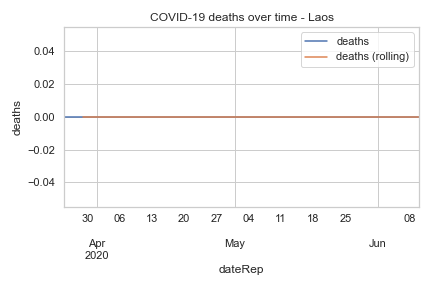 COVID-19 deaths over time - Laos
deaths
deaths (rolling)
0.04
0.02
0.00
−0.02
−0.04
deaths
30 06 13 20 27 04 11 18 25 08
Apr May Jun
2020
dateRep